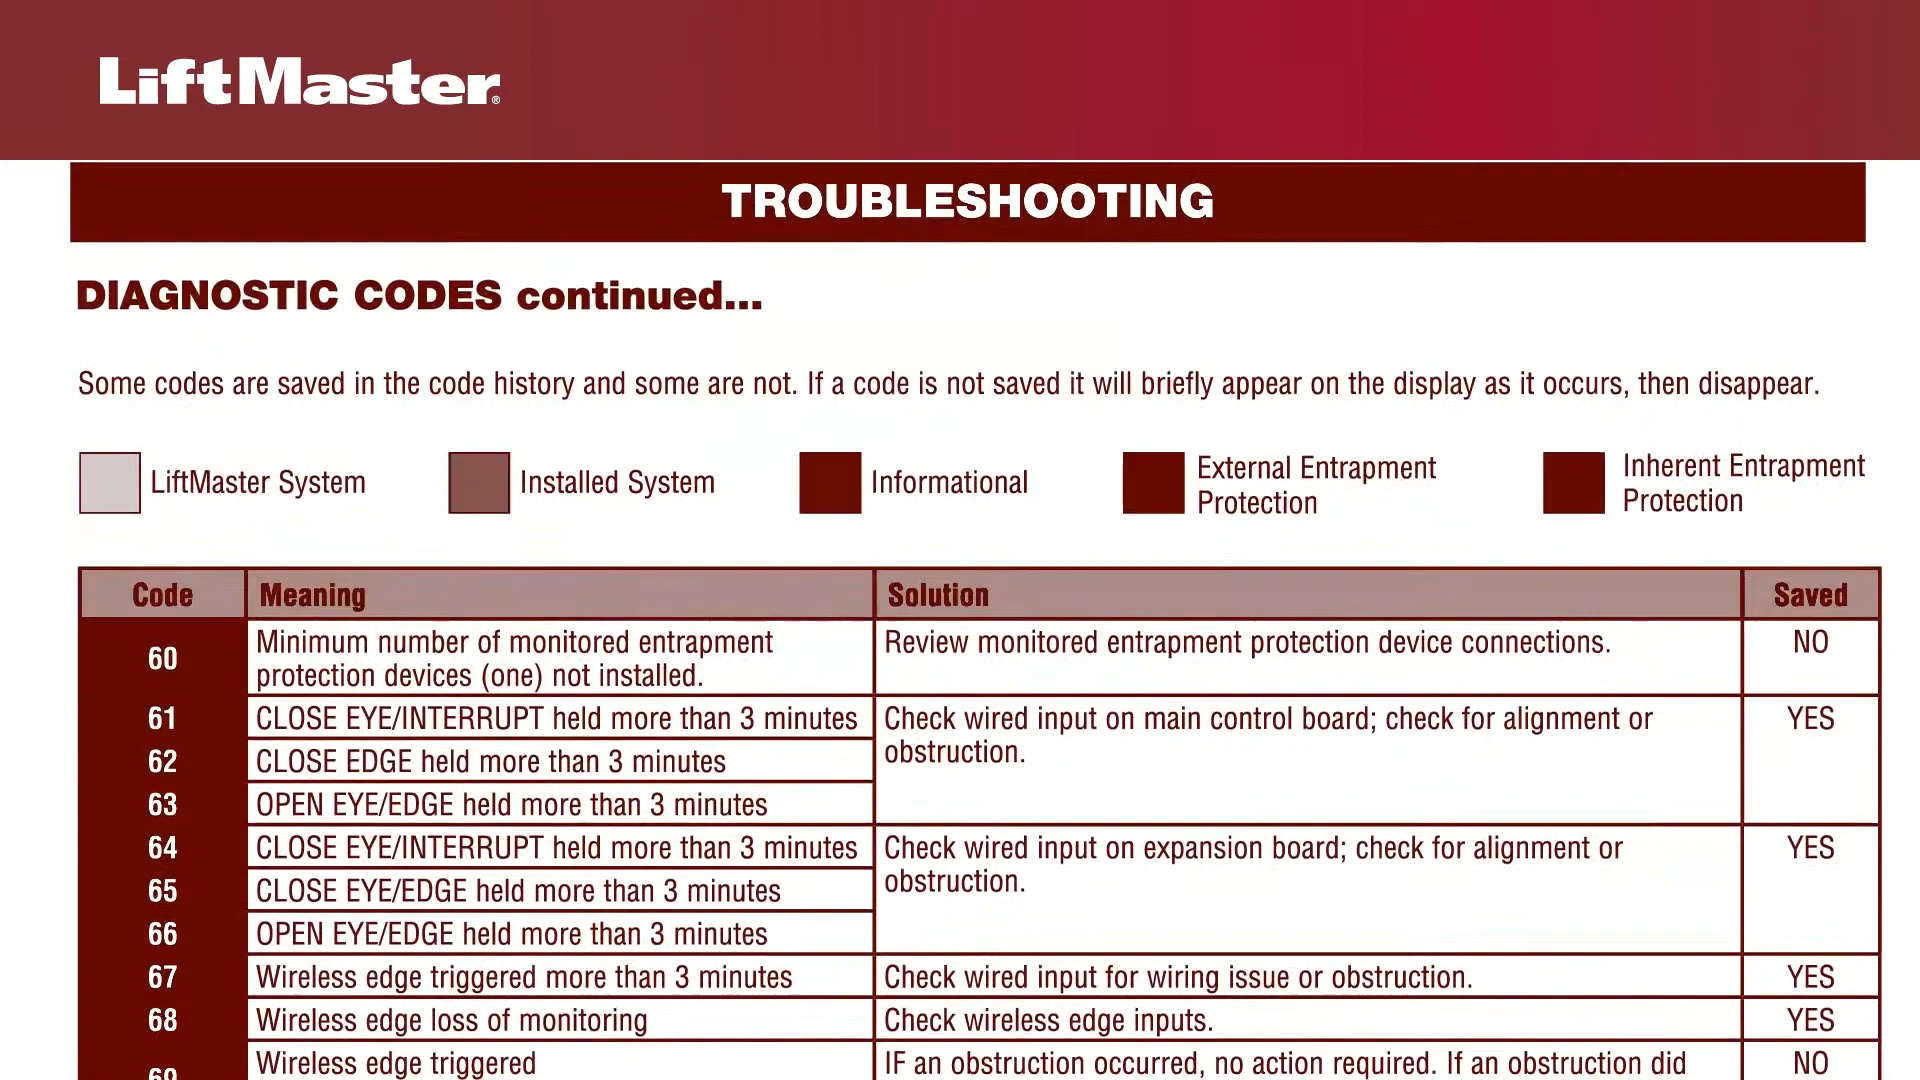 LiftMaster®
TROUBLESHOOTING
DIAGNOSTIC CODES continued...
Some codes are saved in the code history and some are not. If a code is not saved it will briefly appear on the display as it occurs, then disappear.
LiftMaster System
Installed System
Informational
External Entrapment
Protection
Inherent Entrapment
Protection
Code Meaning Solution Saved
60 Minimum number of monitored entrapment Review monitored entrapment protection device connections. NO
protection devices (one) not installed.
61 CLOSE EYE/INTERRUPT held more than 3 minutes Check wired input on main control board; check for alignment or YES
obstruction.
62 CLOSE EDGE held more than 3 minutes
63 OPEN EYE/EDGE held more than 3 minutes
64 CLOSE EYE/INTERRUPT held more than 3 minutes Check wired input on expansion board; check for alignment or YES
obstruction.
65 CLOSE EYE/EDGE held more than 3 minutes
66 OPEN EYE/EDGE held more than 3 minutes
67 Wireless edge triggered more than 3 minutes Check wired input for wiring issue or obstruction. YES
68 Wireless edge loss of monitoring Check wireless edge inputs. YES
69 Wireless edge triggered IF an obstruction occurred, no action required. If an obstruction did NO